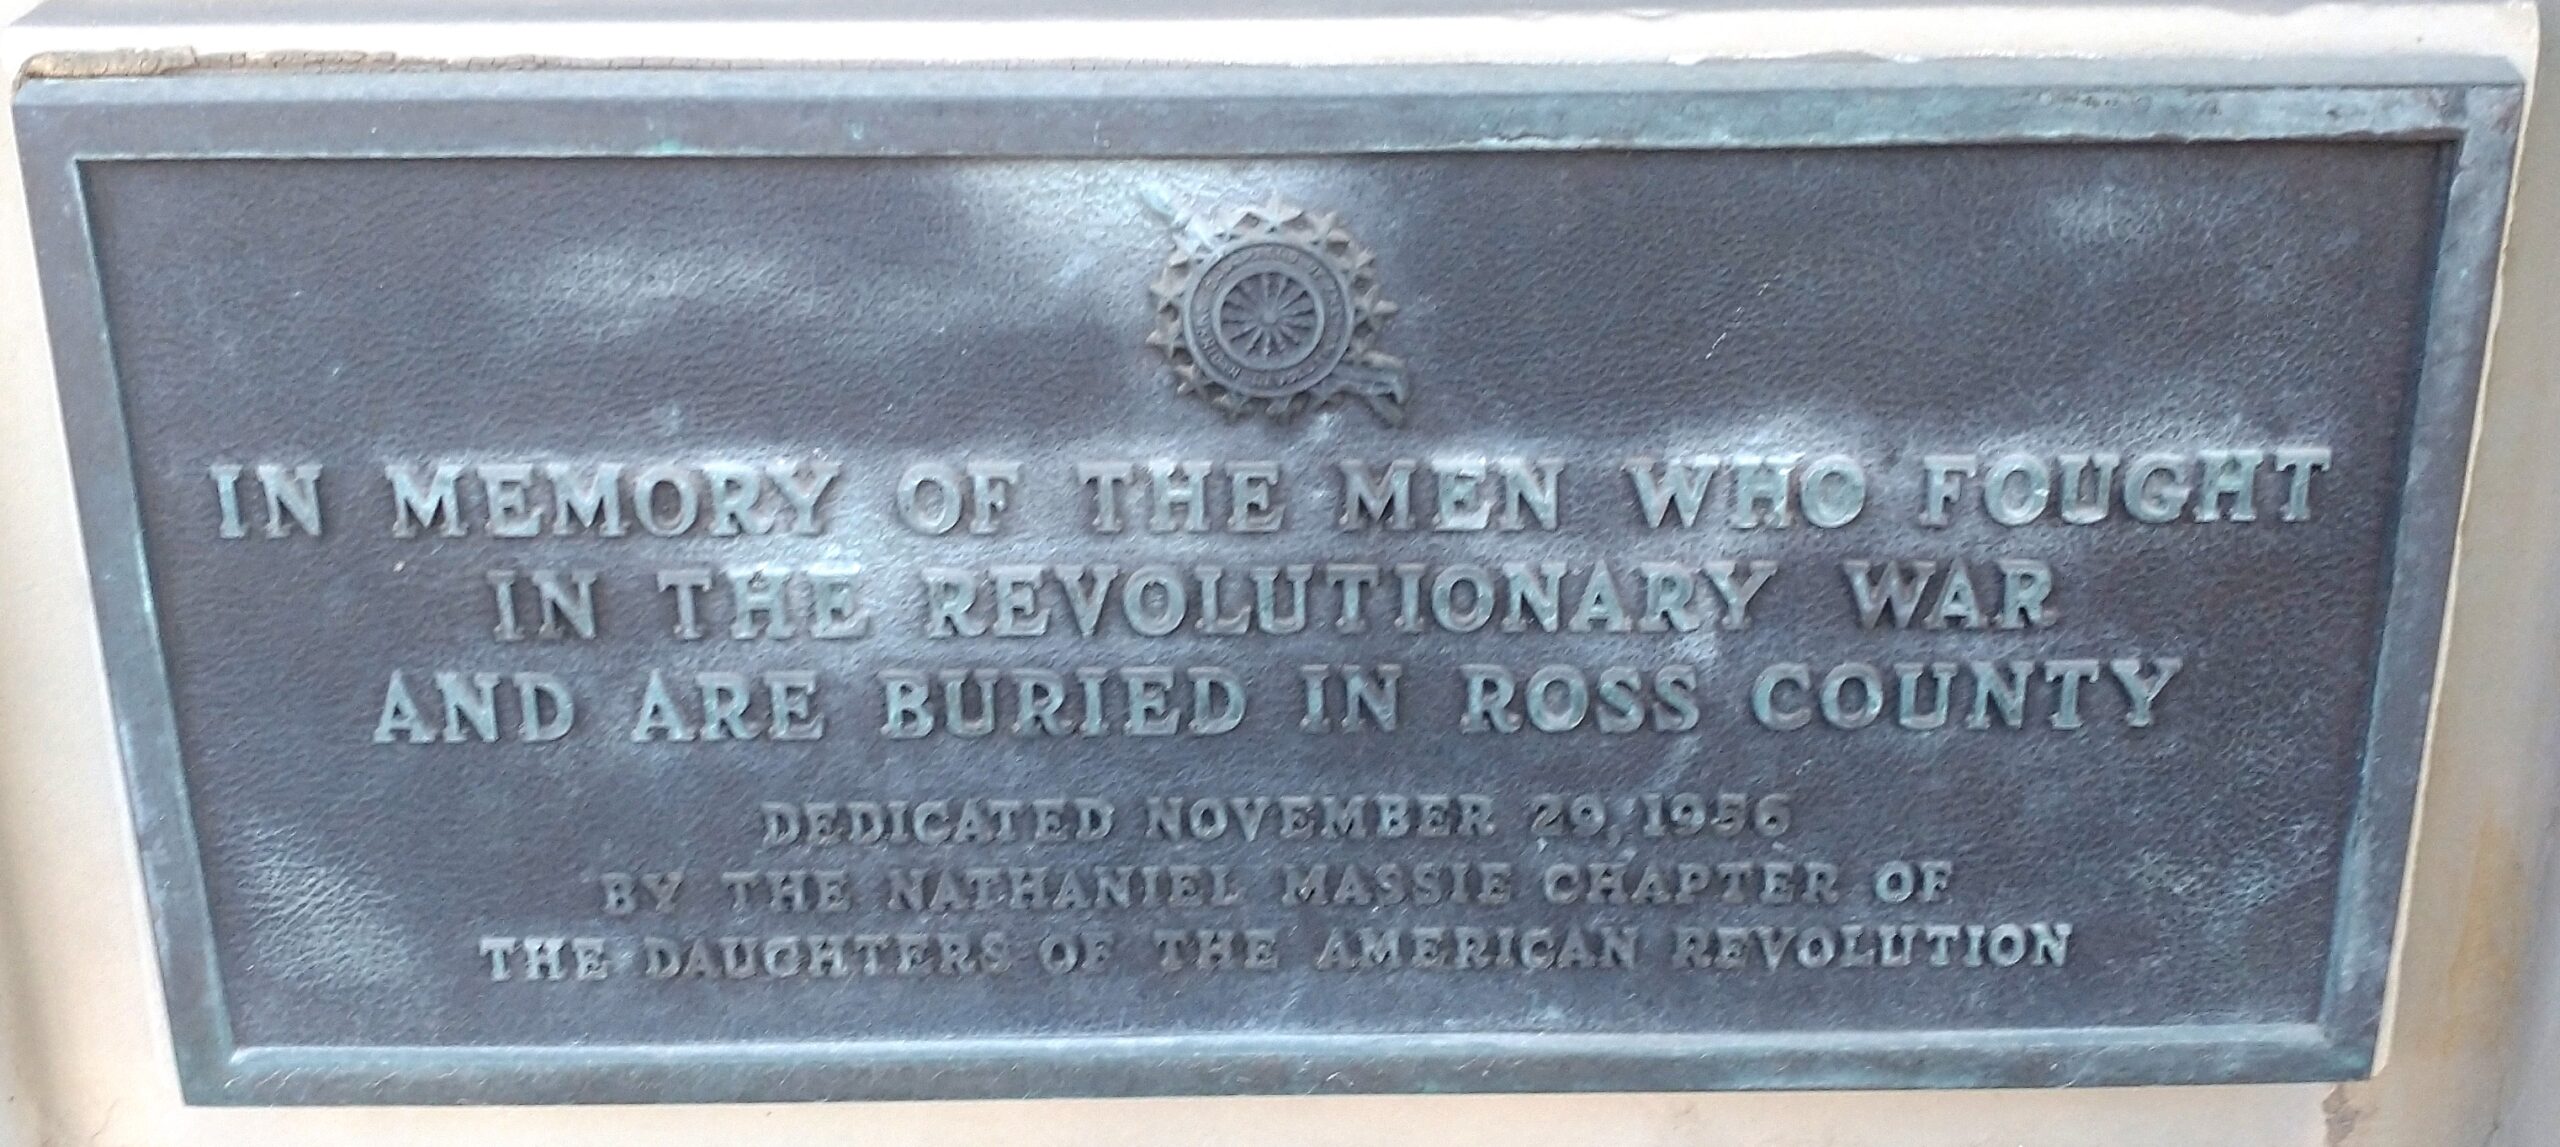 IN MEMORY OF THE MEN WHO FOUGHT
IN THE REVOLUTIONARY WAR
AND ARE BURIED IN ROSS COUNTY
DEDICATED NOVEMBER 29, 1956
BY THE NATHANIEL MASSIE CHAPTER OF
THE DAUGHTERS OF THE AMERICAN REVOLUTION